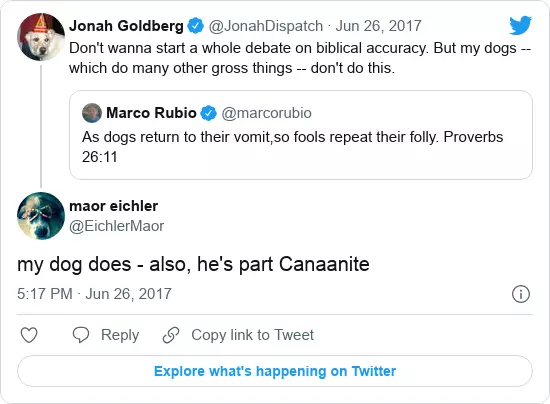 Jonah Goldberg @JonahDispatch · Jun 26, 2017
Don't wanna start a whole debate on biblical accuracy. But my dogs --
which do many other gross things -- don't do this.
Marco Rubio @marcorubio
As dogs return to their vomit,so fools repeat their folly. Proverbs
26:11
maor eichler
@EichlerMaor
my dog does - also, he's part Canaanite
5:17 PM · Jun 26, 2017
Reply Copy link to Tweet
Explore what's happening on Twitter